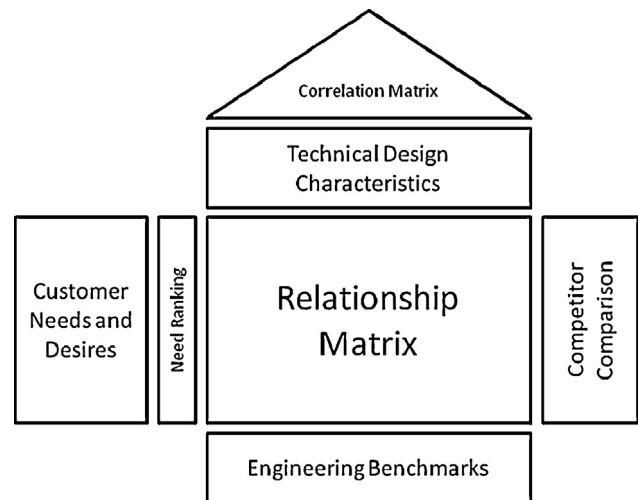 Correlation Matrix
Technical Design
Characteristics
Customer
Needs and
Desires
Need Ranking
Relationship
Matrix
Competitor
Comparison
Engineering Benchmarks